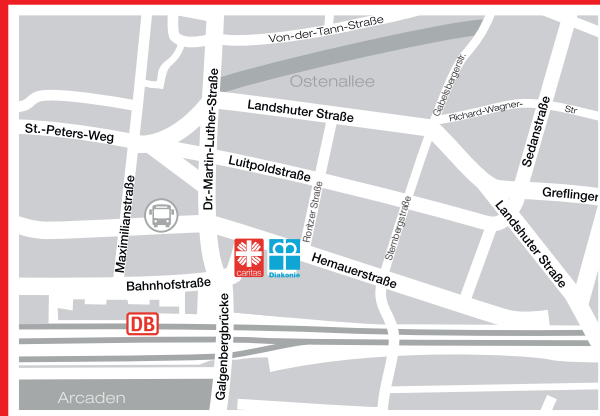 Von-der-Tann-Straße
Ostenallee
Gabelsbergerstr.
Landshuter Straße
Richard-Wagner-
Str
St.-Peters-Weg
Dr.-Martin-Luther-Straße
Sedanstraße
Luitpoldstraße
Greflinger
Maximilianstraße
Roritzer Straße
Sternbergstraße
Landshuter Straße
caritas
Diakonie
Hemauerstraße
Bahnhofstraße
DB
Galgenbergbrücke
Arcaden